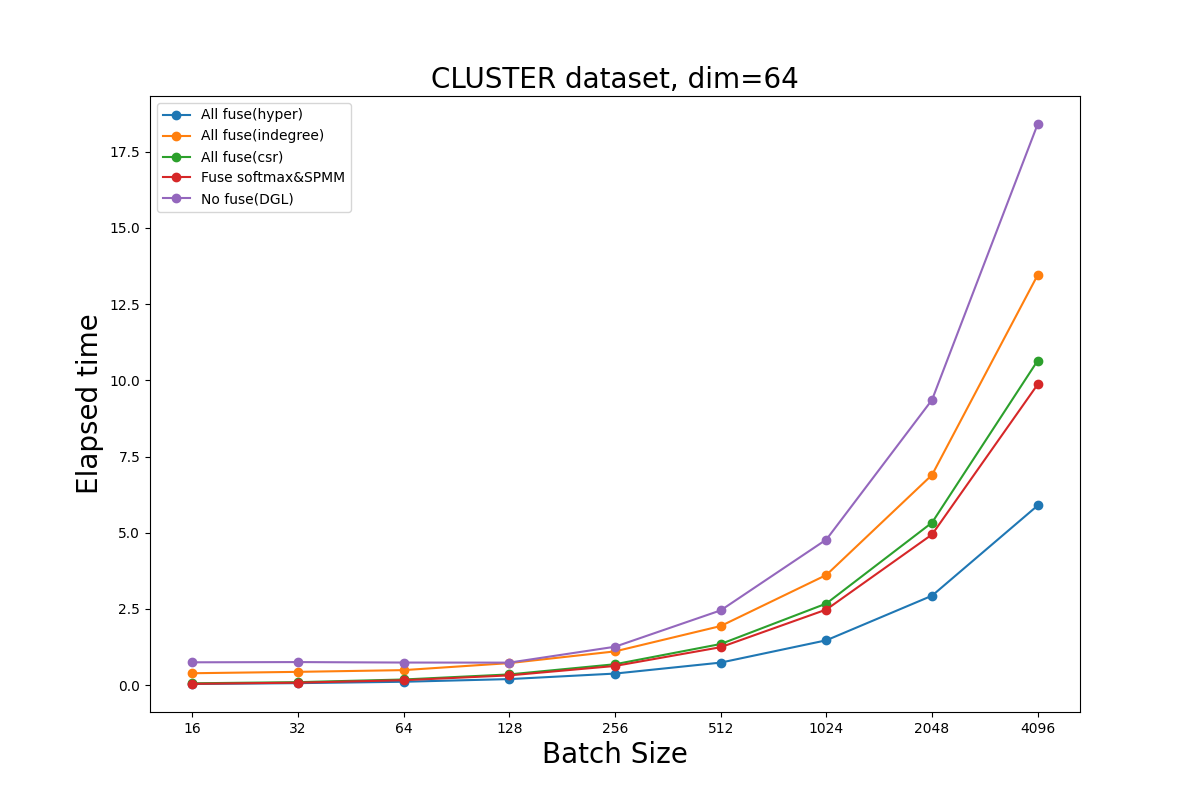 CLUSTER dataset, dim=64
All fuse(hyper)
All fuse(indegree)
All fuse(csr)
Fuse softmax&SPMM
No fuse(DGL)
17.5
15.0
12.5
10.0
7.5
5.0
2.5
0.0
Elapsed time
16 32 64 128 256 512 1024 2048 4096
Batch Size